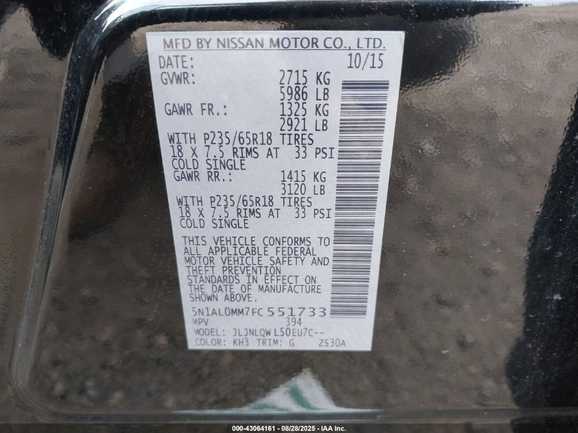 MFD BY NISSAN MOTOR CO., LTD.
DATE: 10/15
GVWR: 2715 KG
5986 LB
GAWR FR.: 1325 KG
2921 LB
WITH P235/65R18 TIRES
18 X 7.5 RIMS AT 33 PSI
COLD SINGLE
GAWR RR.: 1415 KG
3120 LB
WITH P235/65R18 TIRES
18 X 7.5 RIMS AT 33 PSI
COLD SINGLE
THIS VEHICLE CONFORMS TO
ALL APPLICABLE FEDERAL
MOTOR VEHICLE SAFETY AND
THEFT PREVENTION
STANDARDS IN EFFECT ON
THE DATE OF MANUFACTURE
SHOWN ABOVE.
5N1AL0MM7FC551733
MPV 394
MODEL: JLJNLQWL50EU7C--
COLOR: KH3 TRIM: G 2530A
000-43064161 - 08/28/2025 - IAA Inc.